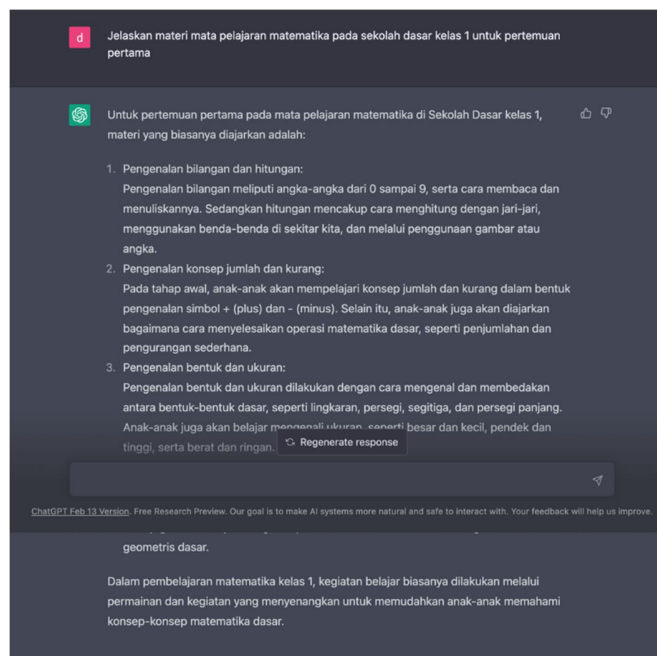 d
Jelaskan materi mata pelajaran matematika pada sekolah dasar kelas 1 untuk pertemuan
pertama
Untuk pertemuan pertama pada mata pelajaran matematika di Sekolah Dasar kelas 1,
materi yang biasanya diajarkan adalah:
1. Pengenalan bilangan dan hitungan:
Pengenalan bilangan meliputi angka-angka dari 0 sampai 9, serta cara membaca dan
menuliskannya. Sedangkan hitungan mencakup cara menghitung dengan jari-jari,
menggunakan benda-benda di sekitar kita, dan melalui penggunaan gambar atau
angka.
2. Pengenalan konsep jumlah dan kurang:
Pada tahap awal, anak-anak akan mempelajari konsep jumlah dan kurang dalam bentuk
pengenalan simbol + (plus) dan - (minus). Selain itu, anak-anak juga akan diajarkan
bagaimana cara menyelesaikan operasi matematika dasar, seperti penjumlahan dan
pengurangan sederhana.
3. Pengenalan bentuk dan ukuran:
Pengenalan bentuk dan ukuran dilakukan dengan cara mengenal dan membedakan
antara bentuk-bentuk dasar, seperti lingkaran, persegi, segitiga, dan persegi panjang.
Anak-anak juga akan belajar mengenali ukuran, seperti besar dan kecil, pendek dan
tinggi, serta berat dan ringan.
Regenerate response
ChatGPT Feb 13 Version. Free Research Preview. Our goal is to make AI systems more natural and safe to interact with. Your feedback will help us improve.
geometris dasar.
Dalam pembelajaran matematika kelas 1, kegiatan belajar biasanya dilakukan melalui
permainan dan kegiatan yang menyenangkan untuk memudahkan anak-anak memahami
konsep-konsep matematika dasar.